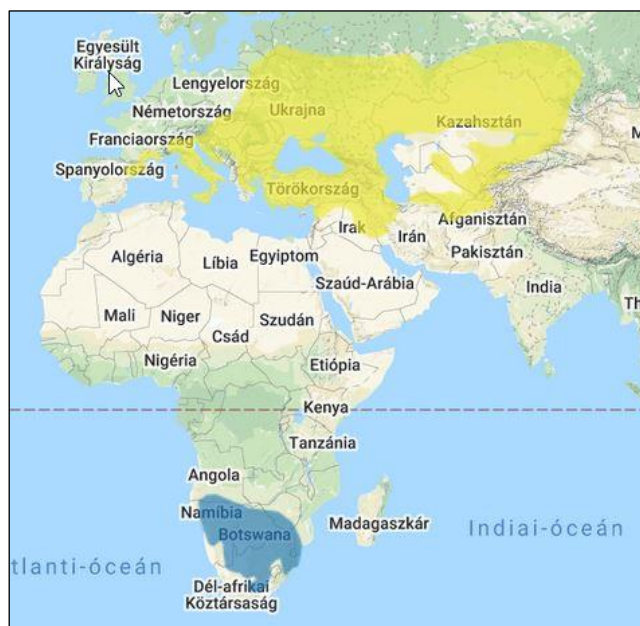 Egyesült
Királyság
Lengyelország
Németország
Ukrajna
Kazahsztán
Franciaország
Spanyolország
Törökország
Afganisztán
Irak
Irán
Algéria
Líbia
Egyiptom
Pakisztán
Szaúd-Arábia
India
Mali
Niger
Szudán
Th
Csád
Nigéria
Etiópia
Kenya
Tanzánia
Angola
Namíbia
Madagaszkár
Indiai-óceán
Botswana
tlanti-óceán
Dél-afrikai
Köztársaság